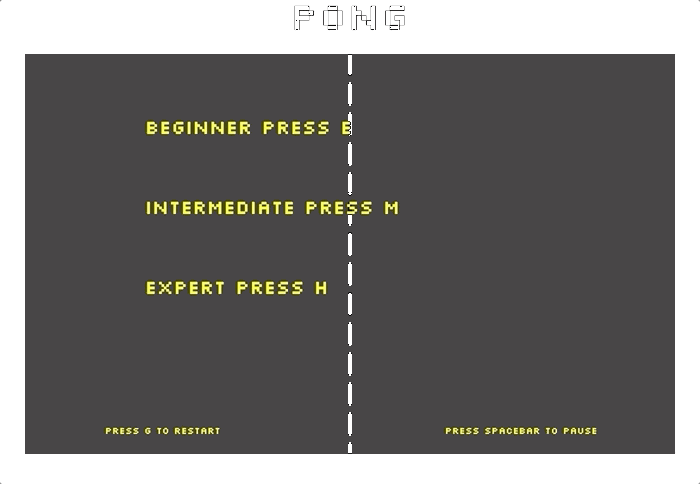 PONG
BEGINNER PRESS E
INTERMEDIATE PRESS M
EXPERT PRESS H
PRESS G TO RESTART
PRESS SPACEBAR TO PAUSE